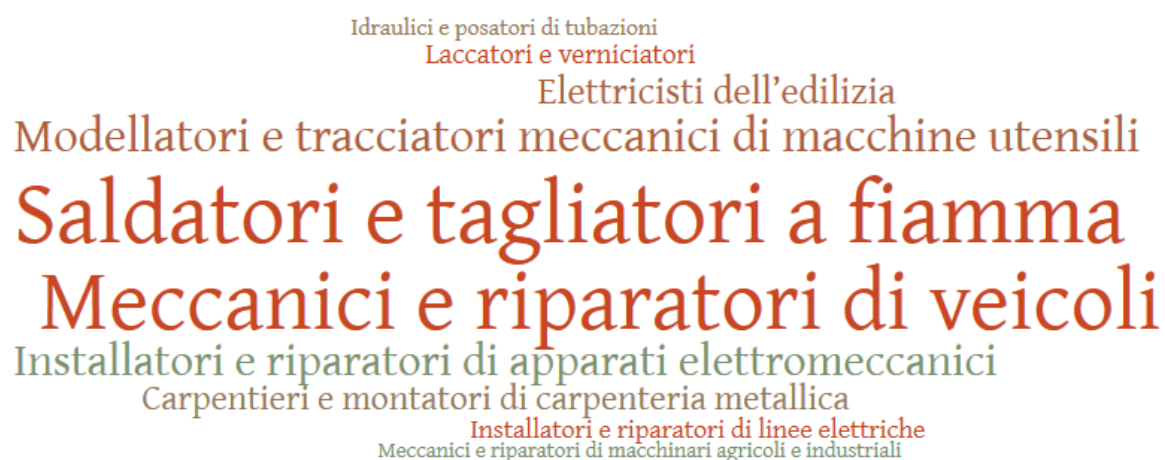 Idraulici e posatori di tubazioni
Laccatori e verniciatori
Elettricisti dell’edilizia
Modellatori e tracciatori meccanici di macchine utensili
Saldatori e tagliatori a fiamma
Meccanici e riparatori di veicoli
Installatori e riparatori di apparati elettromeccanici
Carpentieri e montatori di carpenteria metallica
Installatori e riparatori di linee elettriche
Meccanici e riparatori di macchinari agricoli e industriali